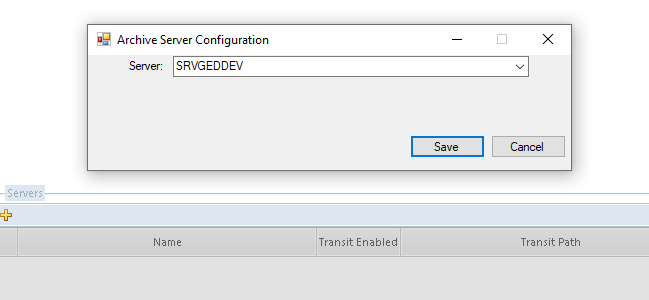 Archive Server Configuration
Server: SRVGEDDEV
Save Cancel
Servers
Name Transit Enabled Transit Path